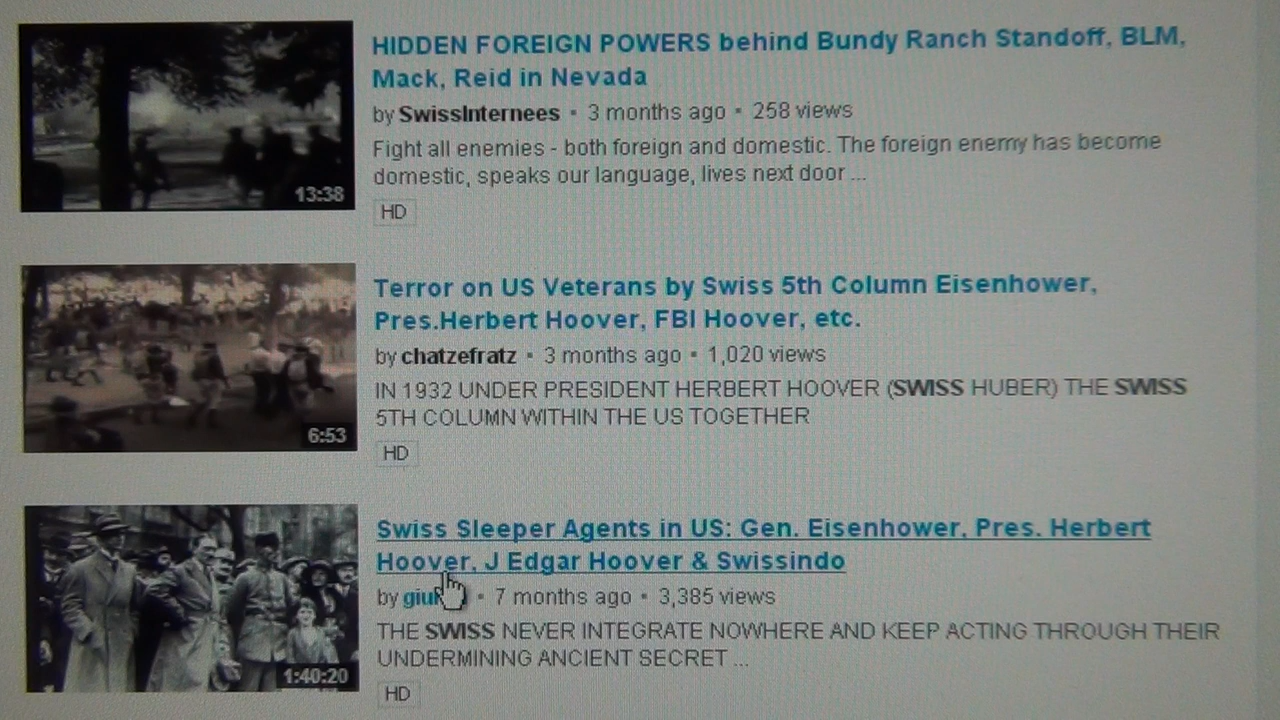 HIDDEN FOREIGN POWERS behind Bundy Ranch Standoff, BLM,
Mack, Reid in Nevada
by SwissInternees • 3 months ago • 258 views
Fight all enemies - both foreign and domestic. The foreign enemy has become
domestic, speaks our language, lives next door ...
13:38
HD
Terror on US Veterans by Swiss 5th Column Eisenhower,
Pres.Herbert Hoover, FBI Hoover, etc.
by chatzefratz • 3 months ago • 1,020 views
IN 1932 UNDER PRESIDENT HERBERT HOOVER (SWISS HUBER) THE SWISS
5TH COLUMN WITHIN THE US TOGETHER
6:53
HD
Swiss Sleeper Agents in US: Gen. Eisenhower, Pres. Herbert
Hoover, J Edgar Hoover & Swissindo
by • 7 months ago • 3,385 views
THE SWISS NEVER INTEGRATE NOWHERE AND KEEP ACTING THROUGH THEIR
UNDERMINING ANCIENT SECRET ...
1:40:20
HD